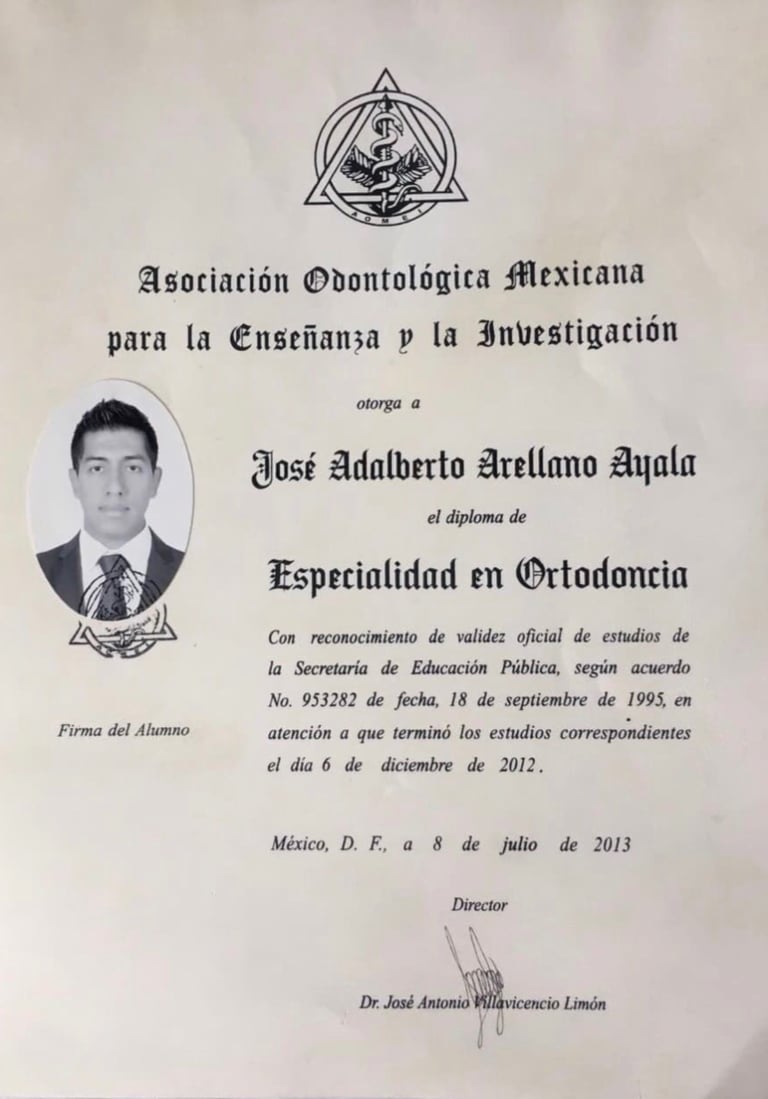 AOMEI
Asociación Odontológica Mexicana
para la Enseñanza y la Investigación
otorga a
José Adalberto Arellano Ayala
el diploma de
Especialidad en Ortodoncia
Con reconocimiento de validez oficial de estudios de
la Secretaría de Educación Pública, según acuerdo
No. 953282 de fecha, 18 de septiembre de 1995, en
atención a que terminó los estudios correspondientes
el día 6 de diciembre de 2012.
Firma del Alumno
México, D. F., a 8 de julio de 2013
Director
Dr. José Antonio Villavicencio Limón